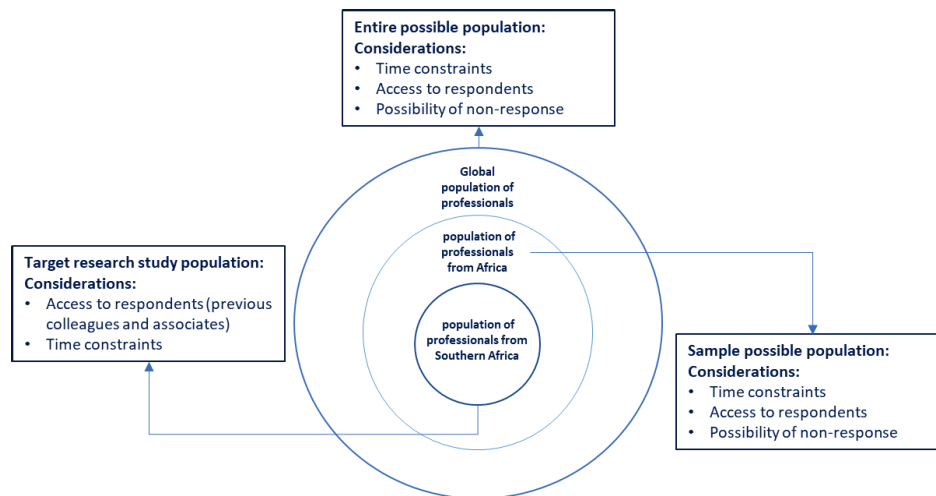 Entire possible population:
Considerations:
• Time constraints
• Access to respondents
• Possibility of non-response
Global
population of
professionals
population of
professionals
from Africa
population of
professionals from
Southern Africa
Target research study population:
Considerations:
• Access to respondents (previous
colleagues and associates)
• Time constraints
Sample possible population:
Considerations:
• Time constraints
• Access to respondents
• Possibility of non-response